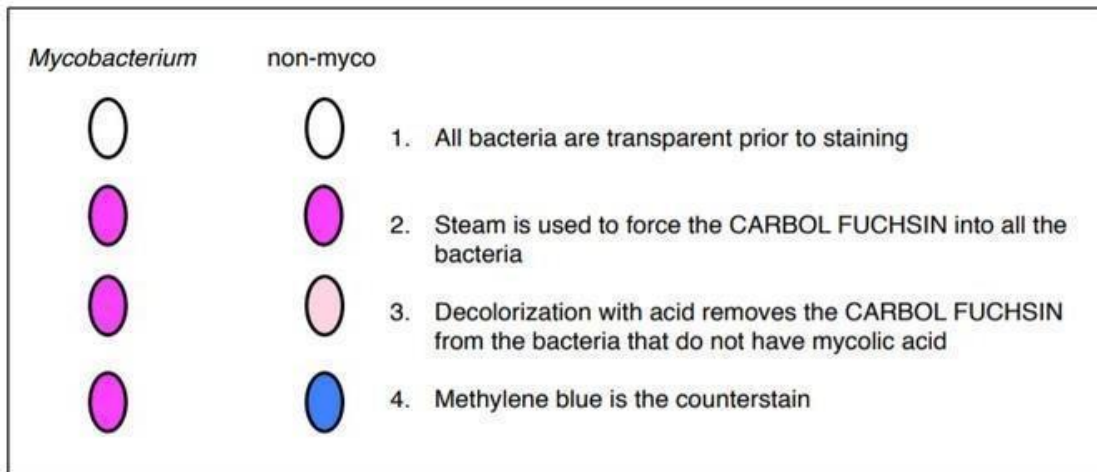 Mycobacterium non-myco
1. All bacteria are transparent prior to staining
2. Steam is used to force the CARBOL FUCHSIN into all the
bacteria
3. Decolorization with acid removes the CARBOL FUCHSIN
from the bacteria that do not have mycolic acid
4. Methylene blue is the counterstain